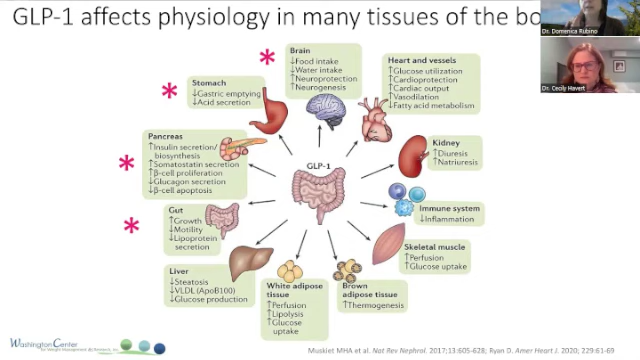 GLP-1 affects physiology in many tissues of the bo
Dr. Domenica Rubino
Dr. Cecily Havert
*
Brain
↓Food intake
↓Water intake
↑Neuroprotection
↑Neurogenesis
Heart and vessels
↑Glucose utilization
↑Cardioprotection
↑Cardiac output
↑Vasodilation
↓Fatty acid metabolism
*
Stomach
↓Gastric emptying
↓Acid secretion
*
Pancreas
↑Insulin secretion/
biosynthesis
↑Somatostatin secretion
↑β-cell proliferation
↓Glucagon secretion
↓β-cell apoptosis
Kidney
↑Diuresis
↑Natriuresis
GLP-1
*
Gut
↑Growth
↓Motility
↓Lipoprotein
secretion
Immune system
↓Inflammation
Skeletal muscle
↑Perfusion
↑Glucose uptake
Liver
↓Steatosis
↓VLDL (ApoB100)
↓Glucose production
White adipose
tissue
↑Perfusion
↑Lipolysis
↑Glucose
uptake
Brown
adipose tissue
↑Thermogenesis
Washington Center
Muskiet MHA et al. Nat Rev Nephrol. 2017;13:605-628; Ryan D. Amer Heart J. 2020; 229:61-69